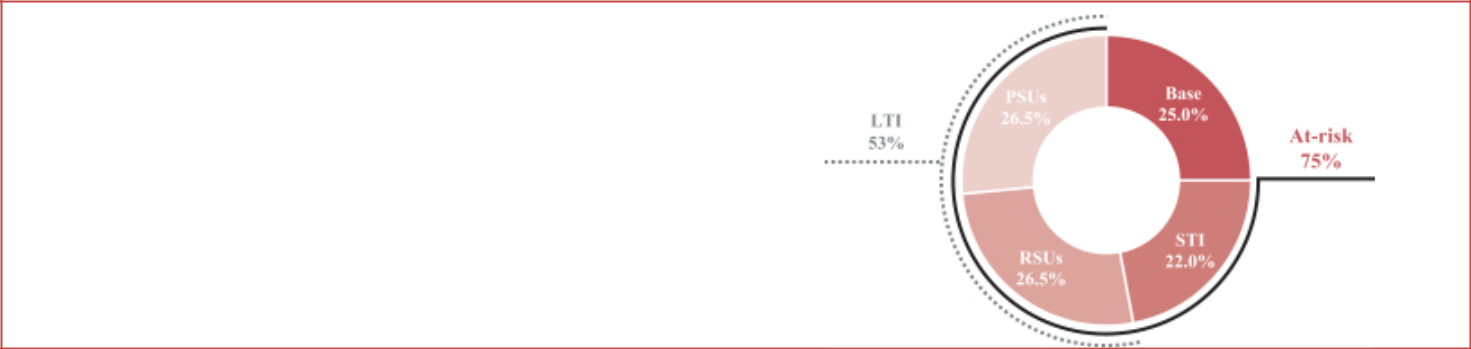 PSUs
26.5%
Base
25.0%
LTI
53%
At-risk
75%
STI
22.0%
RSUs
26.5%